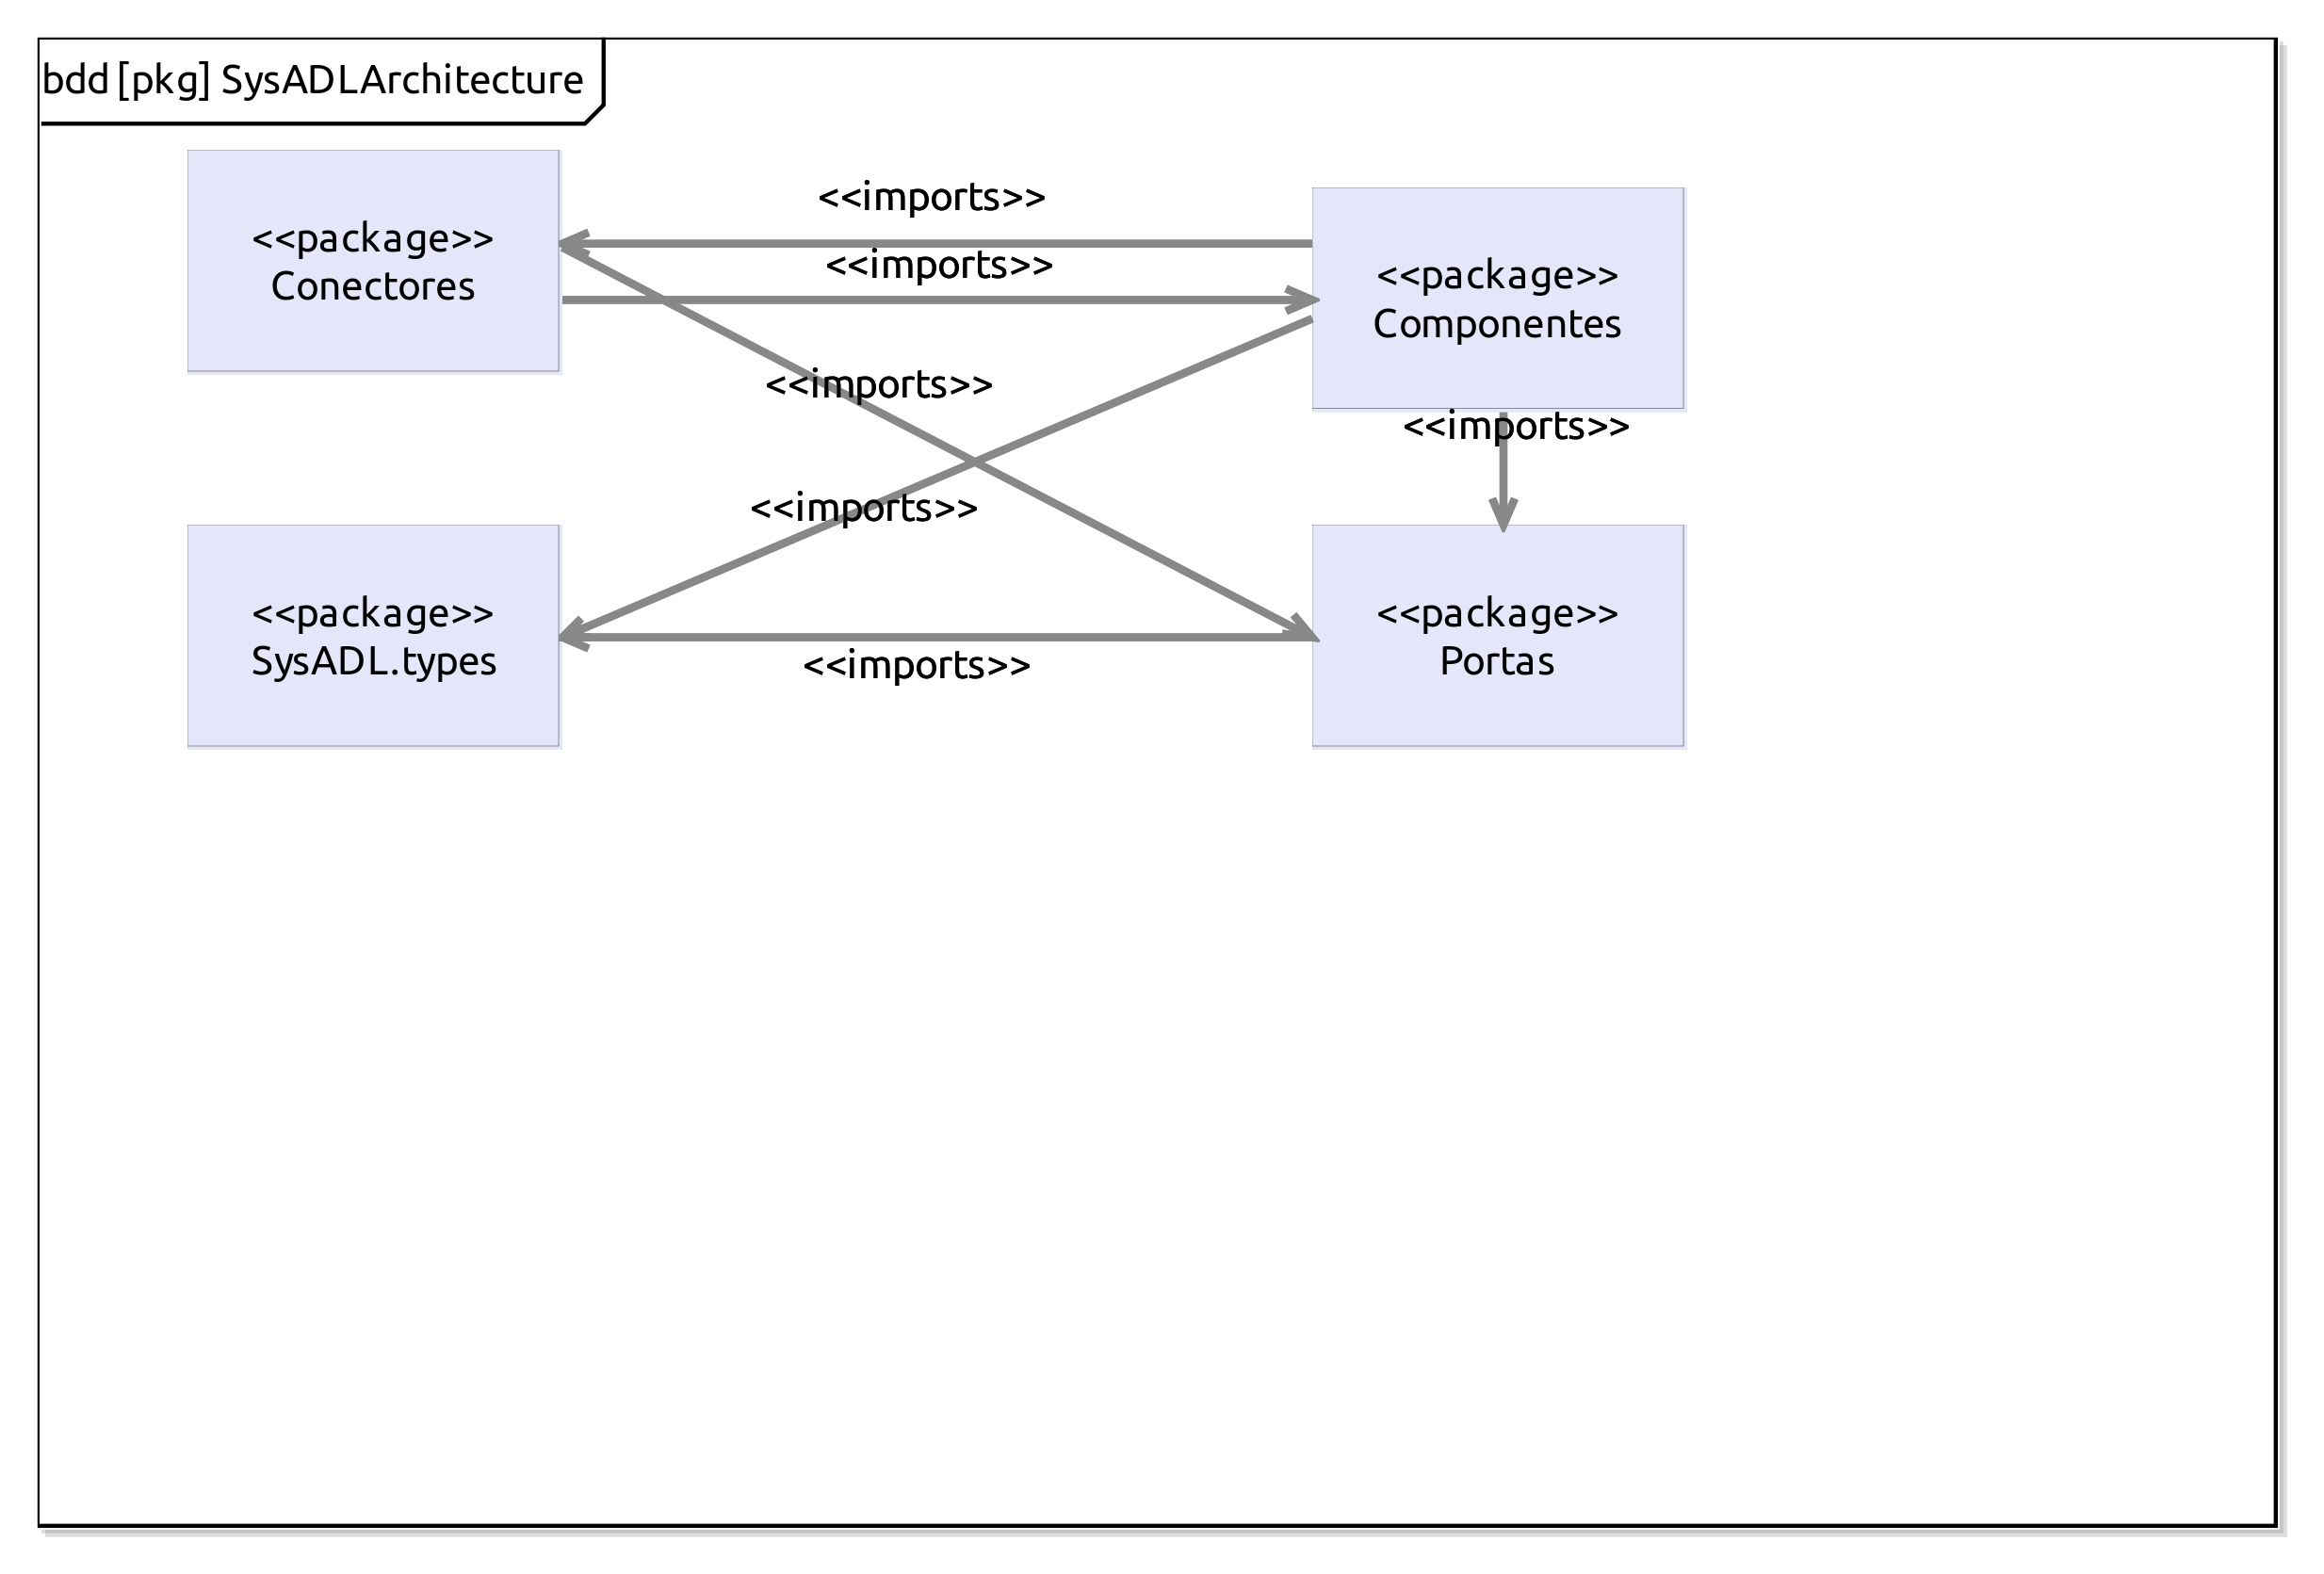 bdd [pkg] SysADLArchitecture
<<package>>
Conectores
<<imports>>
<<imports>>
<<package>>
Componentes
<<imports>>
<<imports>>
<<imports>>
<<package>>
SysADL.types
<<imports>>
<<package>>
Portas